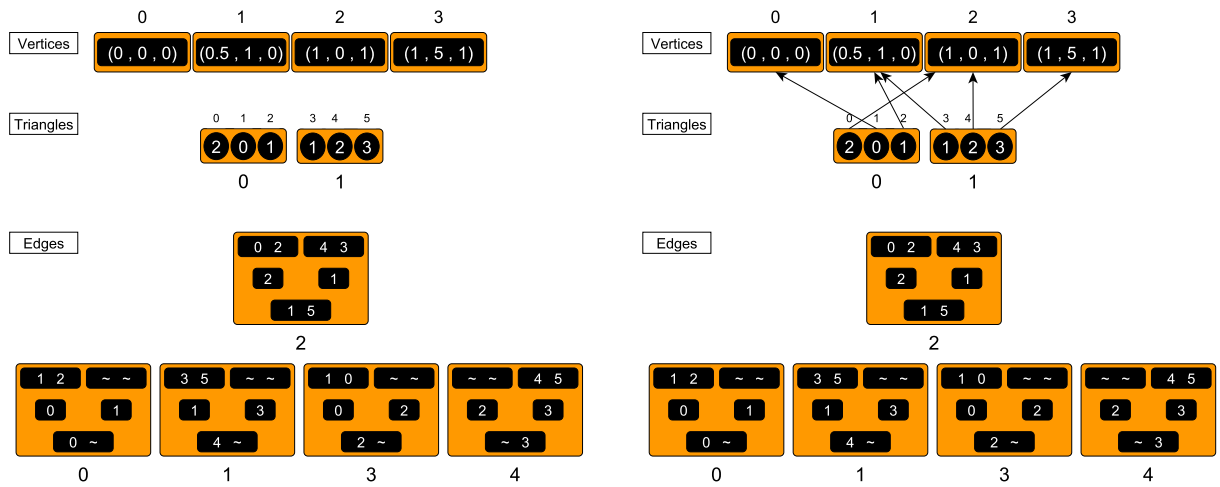 0 1 2 3
Vertices (0 , 0 , 0) (0.5 , 1 , 0) (1 , 0 , 1) (1 , 5 , 1)
0 1 2 3 4 5
Triangles 2 0 1 1 2 3
0 1
Edges 0 2 4 3
2 1
1 5
2
1 2 ~ ~ 3 5 ~ ~ 1 0 ~ ~ ~ ~ 4 5
0 1 1 3 0 2 2 3
0 ~ 4 ~ 2 ~ ~ 3
0 1 3 4
0 1 2 3
Vertices (0 , 0 , 0) (0.5 , 1 , 0) (1 , 0 , 1) (1 , 5 , 1)
0 1 2 3 4 5
Triangles 2 0 1 1 2 3
0 1
Edges 0 2 4 3
2 1
1 5
2
1 2 ~ ~ 3 5 ~ ~ 1 0 ~ ~ ~ ~ 4 5
0 1 1 3 0 2 2 3
0 ~ 4 ~ 2 ~ ~ 3
0 1 3 4